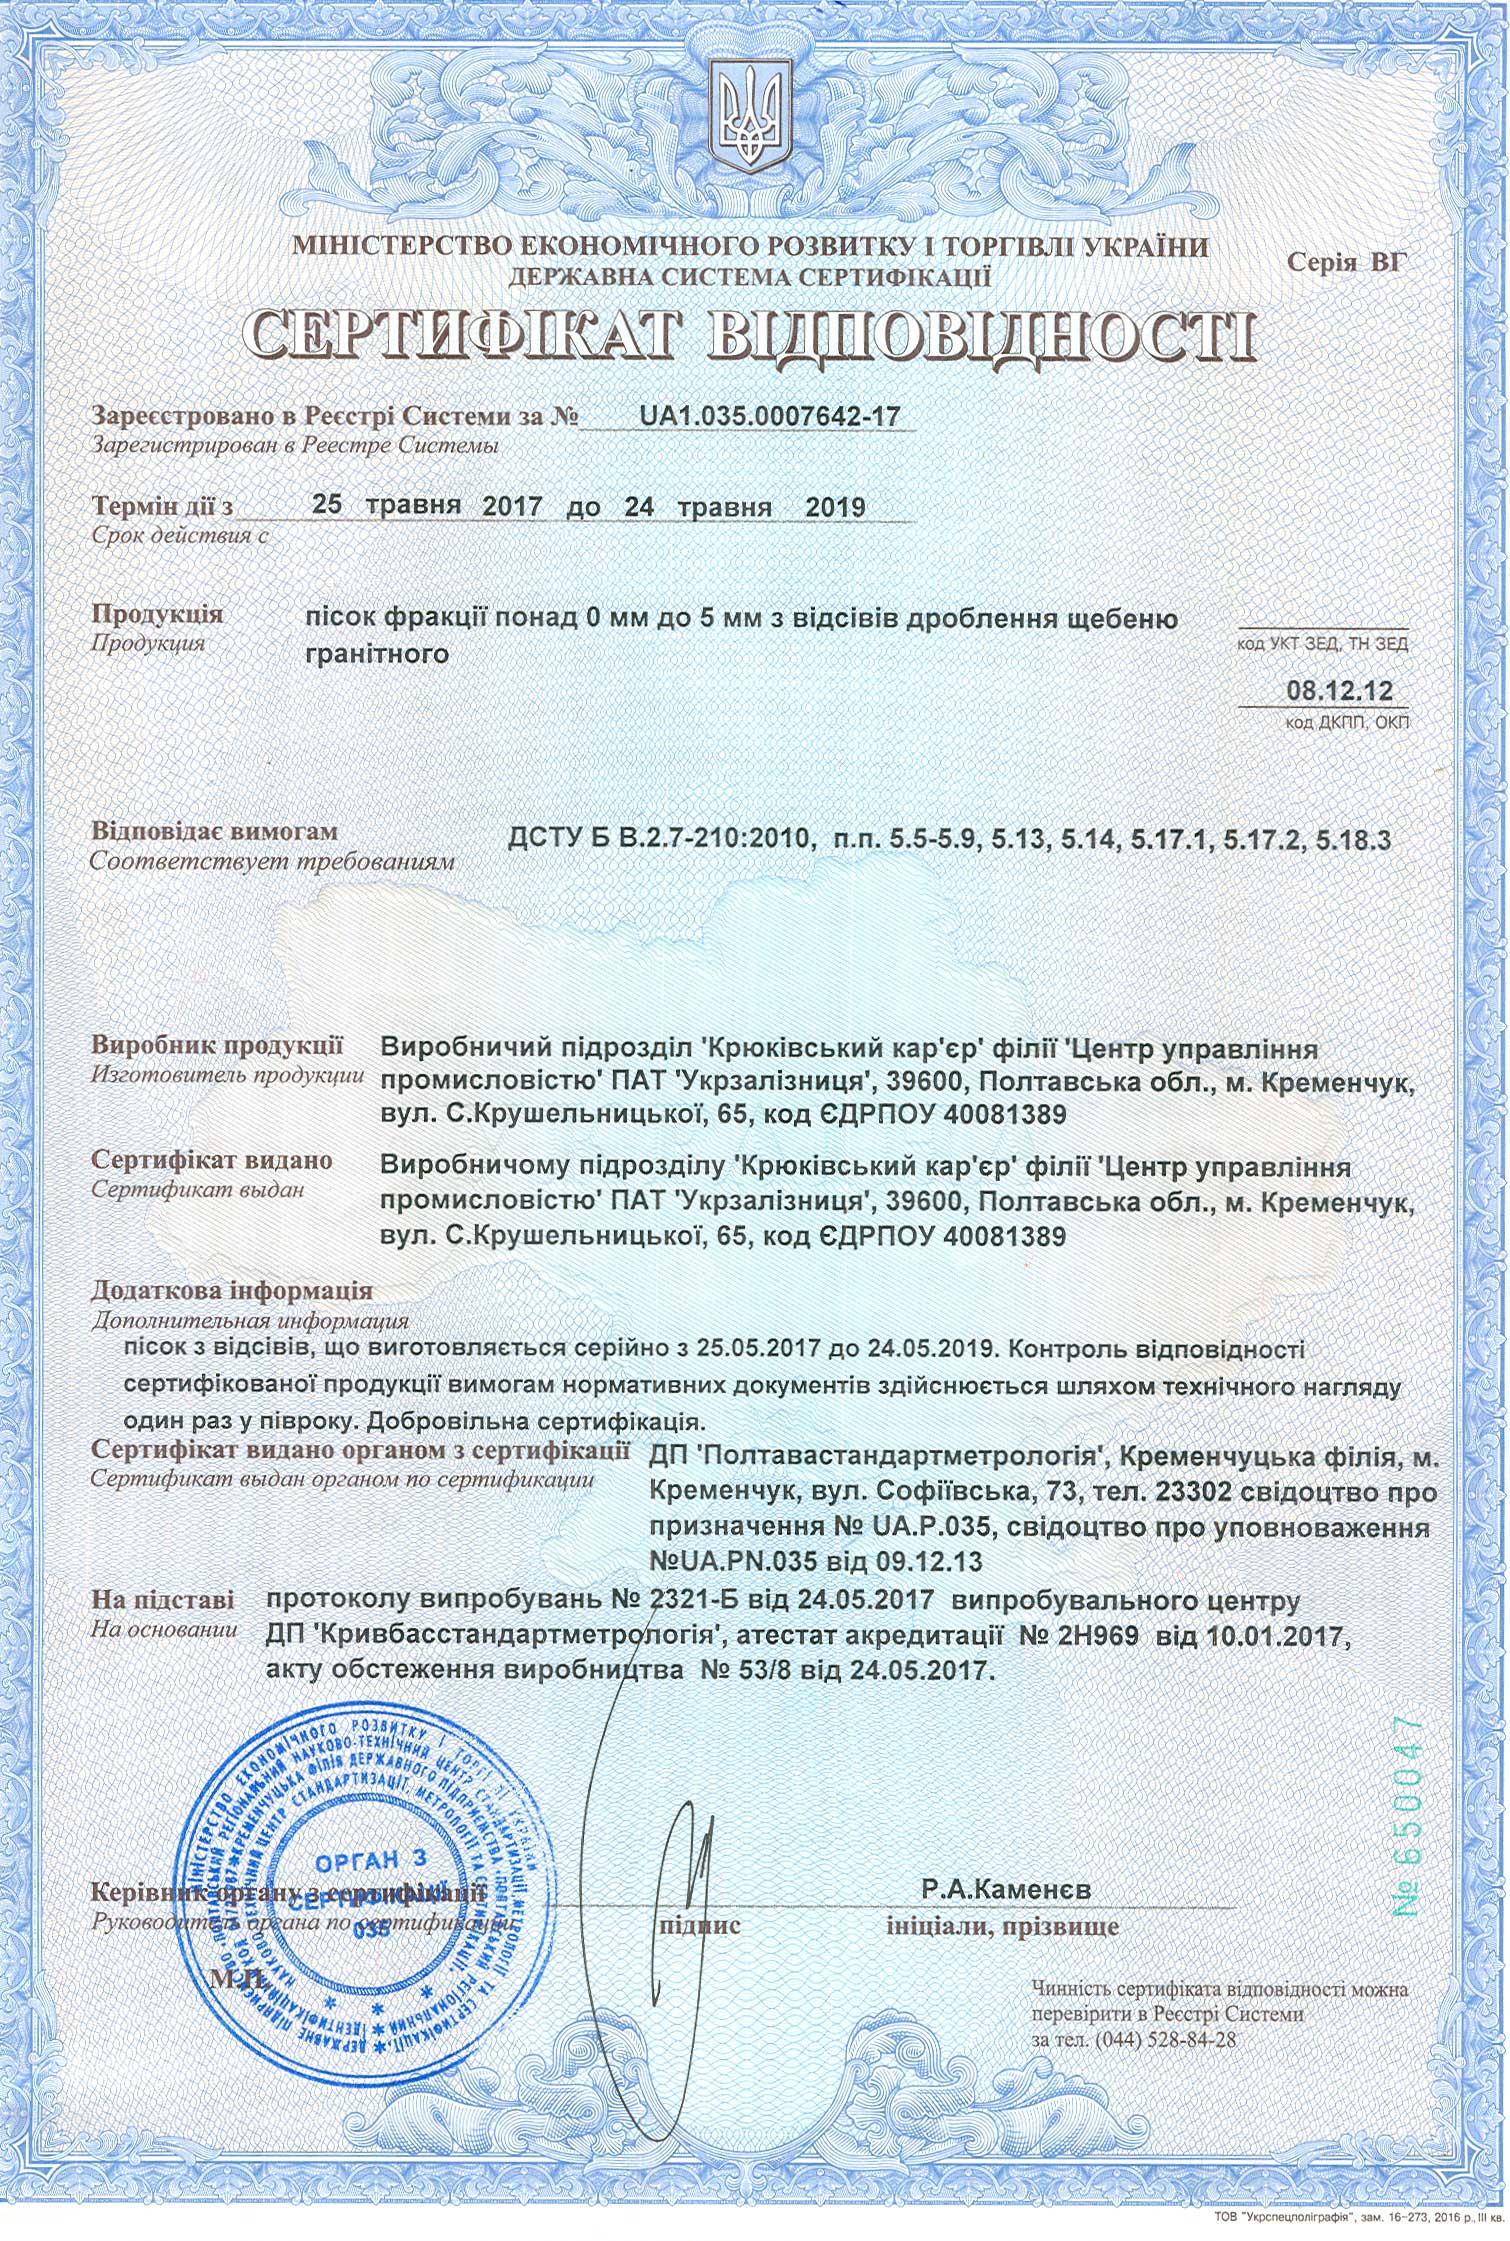 МІНІСТЕРСТВО ЕКОНОМІЧНОГО РОЗВИТКУ І ТОРГІВЛІ УКРАЇНИ
ДЕРЖАВНА СИСТЕМА СЕРТИФІКАЦІЇ
Серія ВГ
СЕРТИФІКАТ ВІДПОВІДНОСТІ
Зареєстровано в Реєстрі Системи за № UA1.035.0007642-17
Зарегистрирован в Реестре Системы
Термін дії з 25 травня 2017 до 24 травня 2019
Срок действия с
Продукція
Продукция
пісок фракції понад 0 мм до 5 мм з відсівів дроблення щебеню
гранітного
код УКТ ЗЕД, ТН ЗЕД
08.12.12
код ДКПП, ОКП
Відповідає вимогам
Соответствует требованиям
ДСТУ Б В.2.7-210:2010, п.п. 5.5-5.9, 5.13, 5.14, 5.17.1, 5.17.2, 5.18.3
Виробник продукції
Изготовитель продукции
Виробничий підрозділ 'Крюківський кар'єр' філії 'Центр управління
промисловістю' ПАТ 'Укрзалізниця', 39600, Полтавська обл., м. Кременчук,
вул. С.Крушельницької, 65, код ЄДРПОУ 40081389
Сертифікат видано
Сертификат выдан
Виробничому підрозділу 'Крюківський кар'єр' філії 'Центр управління
промисловістю' ПАТ 'Укрзалізниця', 39600, Полтавська обл., м. Кременчук,
вул. С.Крушельницької, 65, код ЄДРПОУ 40081389
Додаткова інформація
Дополнительная информация
пісок з відсівів, що виготовляється серійно з 25.05.2017 до 24.05.2019. Контроль відповідності
сертифікованої продукції вимогам нормативних документів здійснюється шляхом технічного нагляду
один раз у півроку. Добровільна сертифікація.
Сертифікат видано органом з сертифікації
Сертификат выдан органом по сертификации
ДП 'Полтавастандартметрологія', Кременчуцька філія, м.
Кременчук, вул. Софіївська, 73, тел. 23302 свідоцтво про
призначення № UA.P.035, свідоцтво про уповноваження
№UA.PN.035 від 09.12.13
На підставі
На основании
протоколу випробувань № 2321-Б від 24.05.2017 випробувального центру
ДП 'Кривбасстандартметрологія', атестат акредитації № 2Н969 від 10.01.2017,
акту обстеження виробництва № 53/8 від 24.05.2017.
ОРГАН З
СЕРТИФІКАЦІЇ
035
Керівник органу з сертифікації
Руководитель органа по сертификации
М.П.
підпис
Р.А.Каменєв
ініціали, прізвище
№ 650047
Чинність сертифіката відповідності можна
перевірити в Реєстрі Системи
за тел. (044) 528-84-28
ТОВ "Укрспецполіграфія", зам. 16-273, 2016 р., III кв.